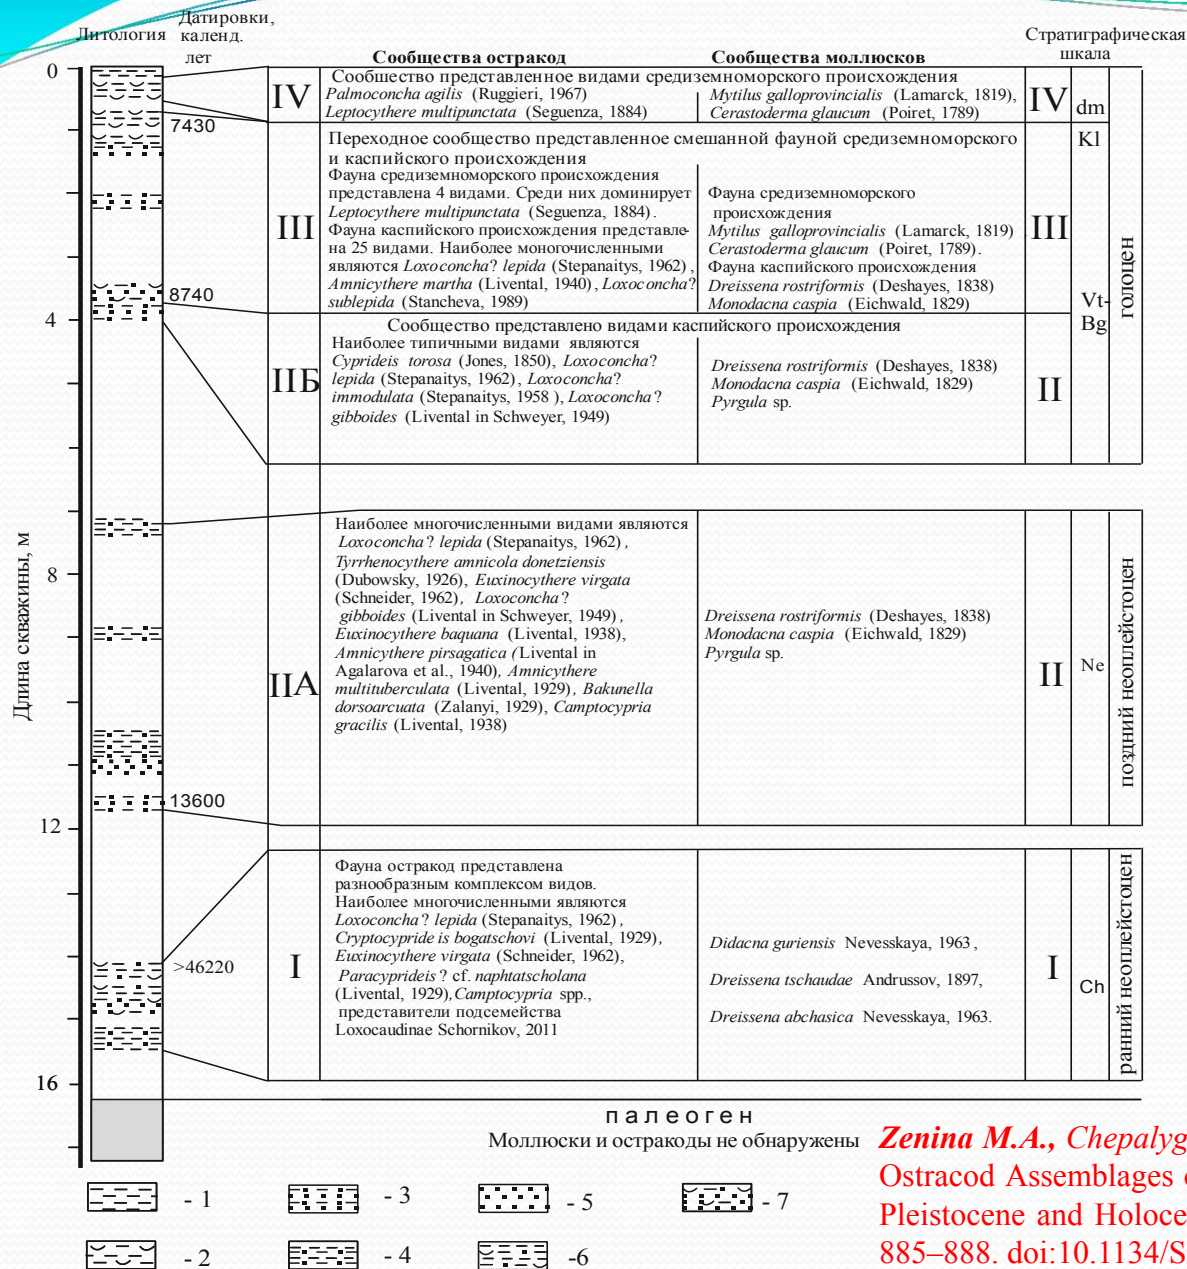 Литология
Датировки,
календ.
лет
Сообщества остракод
Сообщества моллюсков
Стратиграфическая
шкала
Длина скважины, м
0
4
8
12
16
7430
8740
13600
>46220
IV
Сообшество представленное видами средиземноморского происхождения
Palmoconcha agilis (Ruggieri, 1967)
Leptocythere multipunctata (Seguenza, 1884)
Mytilus galloprovincialis (Lamarck, 1819),
Cerastoderma glaucum (Poiret, 1789)
IV
dm
III
Переходное сообщество представленное смешанной фауной средиземноморского
и каспийского происхождения
Фауна средиземноморского происхождения
представлена 4 видами. Среди них доминирует
Leptocythere multipunctata (Seguenza, 1884).
Фауна каспийского происхождения представле-
на 25 видами. Наиболее моногочисленными
являются Loxoconcha? lepida (Stepanaitys, 1962),
Amnicythere martha (Livental, 1940), Loxoconcha?
sublepida (Stancheva, 1989)
Фауна средиземноморского
происхождения
Mytilus galloprovincialis (Lamarck, 1819)
Cerastoderma glaucum (Poiret, 1789).
Фауна каспийского происхождения
Dreissena rostriformis (Deshayes, 1838)
Monodacna caspia (Eichwald, 1829)
III
Kl
Vt-
Bg
голоцен
IIБ
Сообщество представлено видами каспийского происхождения
Наиболее типичными видами являются
Cyprideis torosa (Jones, 1850), Loxoconcha?
lepida (Stepanaitys, 1962), Loxoconcha?
immodulata (Stepanaitys, 1958 ), Loxoconcha?
gibboides (Livental in Schweyer, 1949)
Dreissena rostriformis (Deshayes, 1838)
Monodacna caspia (Eichwald, 1829)
Pyrgula sp.
II
IIА
Наиболее многочисленными видами являются
Loxoconcha? lepida (Stepanaitys, 1962),
Tyrrhenocythere amnicola donetziensis
(Dubowsky, 1926), Euxinocythere virgata
(Schneider, 1962), Loxoconcha?
gibboides (Livental in Schweyer, 1949),
Euxinocythere baquana (Livental, 1938),
Amnicythere pirsagatica (Livental in
Agalarova et al., 1940), Amnicythere
multituberculata (Livental, 1929), Bakunella
dorsoarcuata (Zalanyi, 1929), Camptocypria
gracilis (Livental, 1938)
Dreissena rostriformis (Deshayes, 1838)
Monodacna caspia (Eichwald, 1829)
Pyrgula sp.
II
Ne
поздний неоплейстоцен
I
Фауна остракод представлена
разнообразным комплексом видов.
Наиболее многочисленными являются
Loxoconcha? lepida (Stepanaitys, 1962),
Cryptocyprideis bogatschovi (Livental, 1929),
Euxinocythere virgata (Schneider, 1962),
Paracyprideis? cf. naphtatscholana
(Livental, 1929), Camptocypria spp.,
представители подсемейства
Loxocaudinae Schornikov, 2011
Didacna guriensis Nevesskaya, 1963,
Dreissena tschaudae Andrussov, 1897,
Dreissena abchasica Nevesskaya, 1963.
I
Ch
ранний неоплейстоцен
палеоген
Моллюски и остракоды не обнаружены
Zenina M.A., Chepalyg
Ostracod Assemblages
Pleistocene and Holoce
885–888. doi:10.1134/S
- 1
- 2
- 3
- 4
- 5
-6
- 7